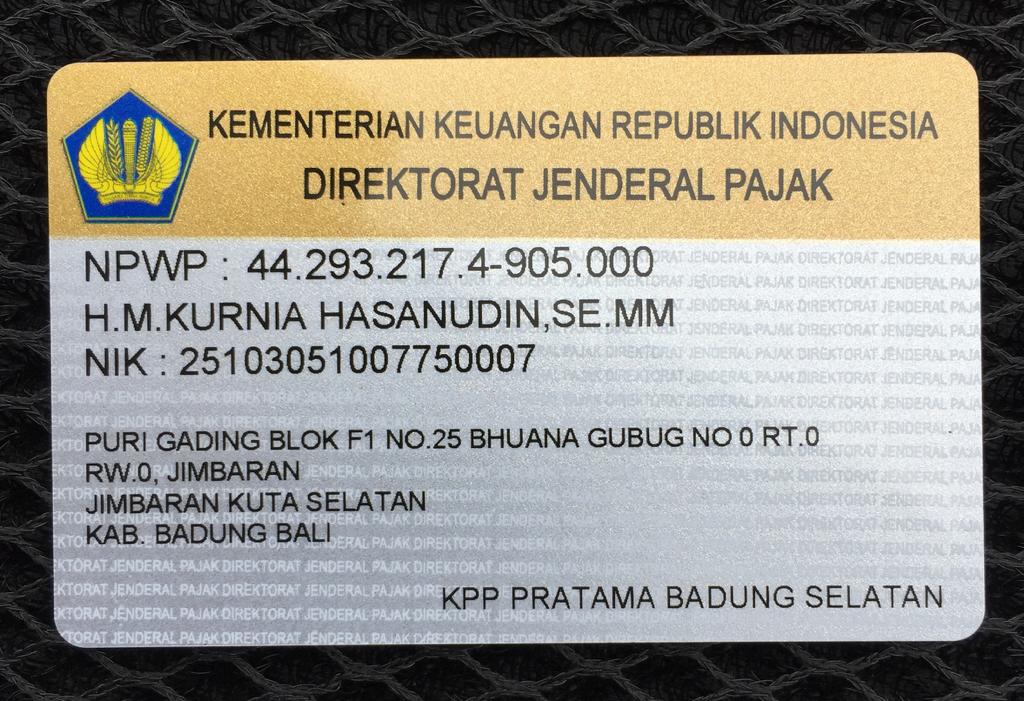 KEMENTERIAN KEUANGAN REPUBLIK INDONESIA
DIREKTORAT JENDERAL PAJAK
NPWP : 44.293.217.4-905.000
H.M.KURNIA HASANUDIN,SE.MM
NIK : 25103051007750007
PURI GADING BLOK F1 NO.25 BHUANA GUBUG NO 0 RT.0
RW.0, JIMBARAN
JIMBARAN KUTA SELATAN
KAB. BADUNG BALI
KPP PRATAMA BADUNG SELATAN